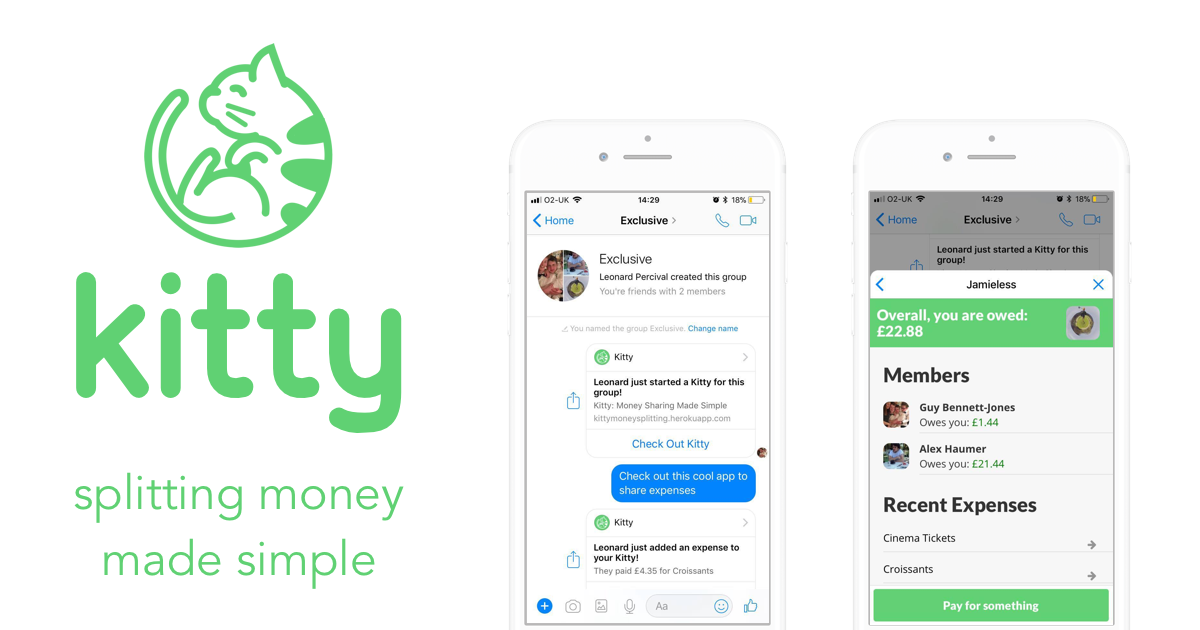 kitty
splitting money
made simple
O2-UK
14:29
18%
Home
Exclusive
Exclusive
Leonard Percival created this group
You're friends with 2 members
You named the group Exclusive. Change name
Kitty
Leonard just started a Kitty for this
group!
Kitty: Money Sharing Made Simple
kittymoneysplitting.herokuapp.com
Check Out Kitty
Check out this cool app to
share expenses
Kitty
Leonard just added an expense to
your Kitty!
They paid £4.35 for Croissants
Aa
O2-UK
14:29
18%
Home
Exclusive
Leonard just started a Kitty for this
group!
Jamieless
Overall, you are owed:
£22.88
Members
Guy Bennett-Jones
Owes you: £1.44
Alex Haumer
Owes you: £21.44
Recent Expenses
Cinema Tickets
Croissants
Pay for something